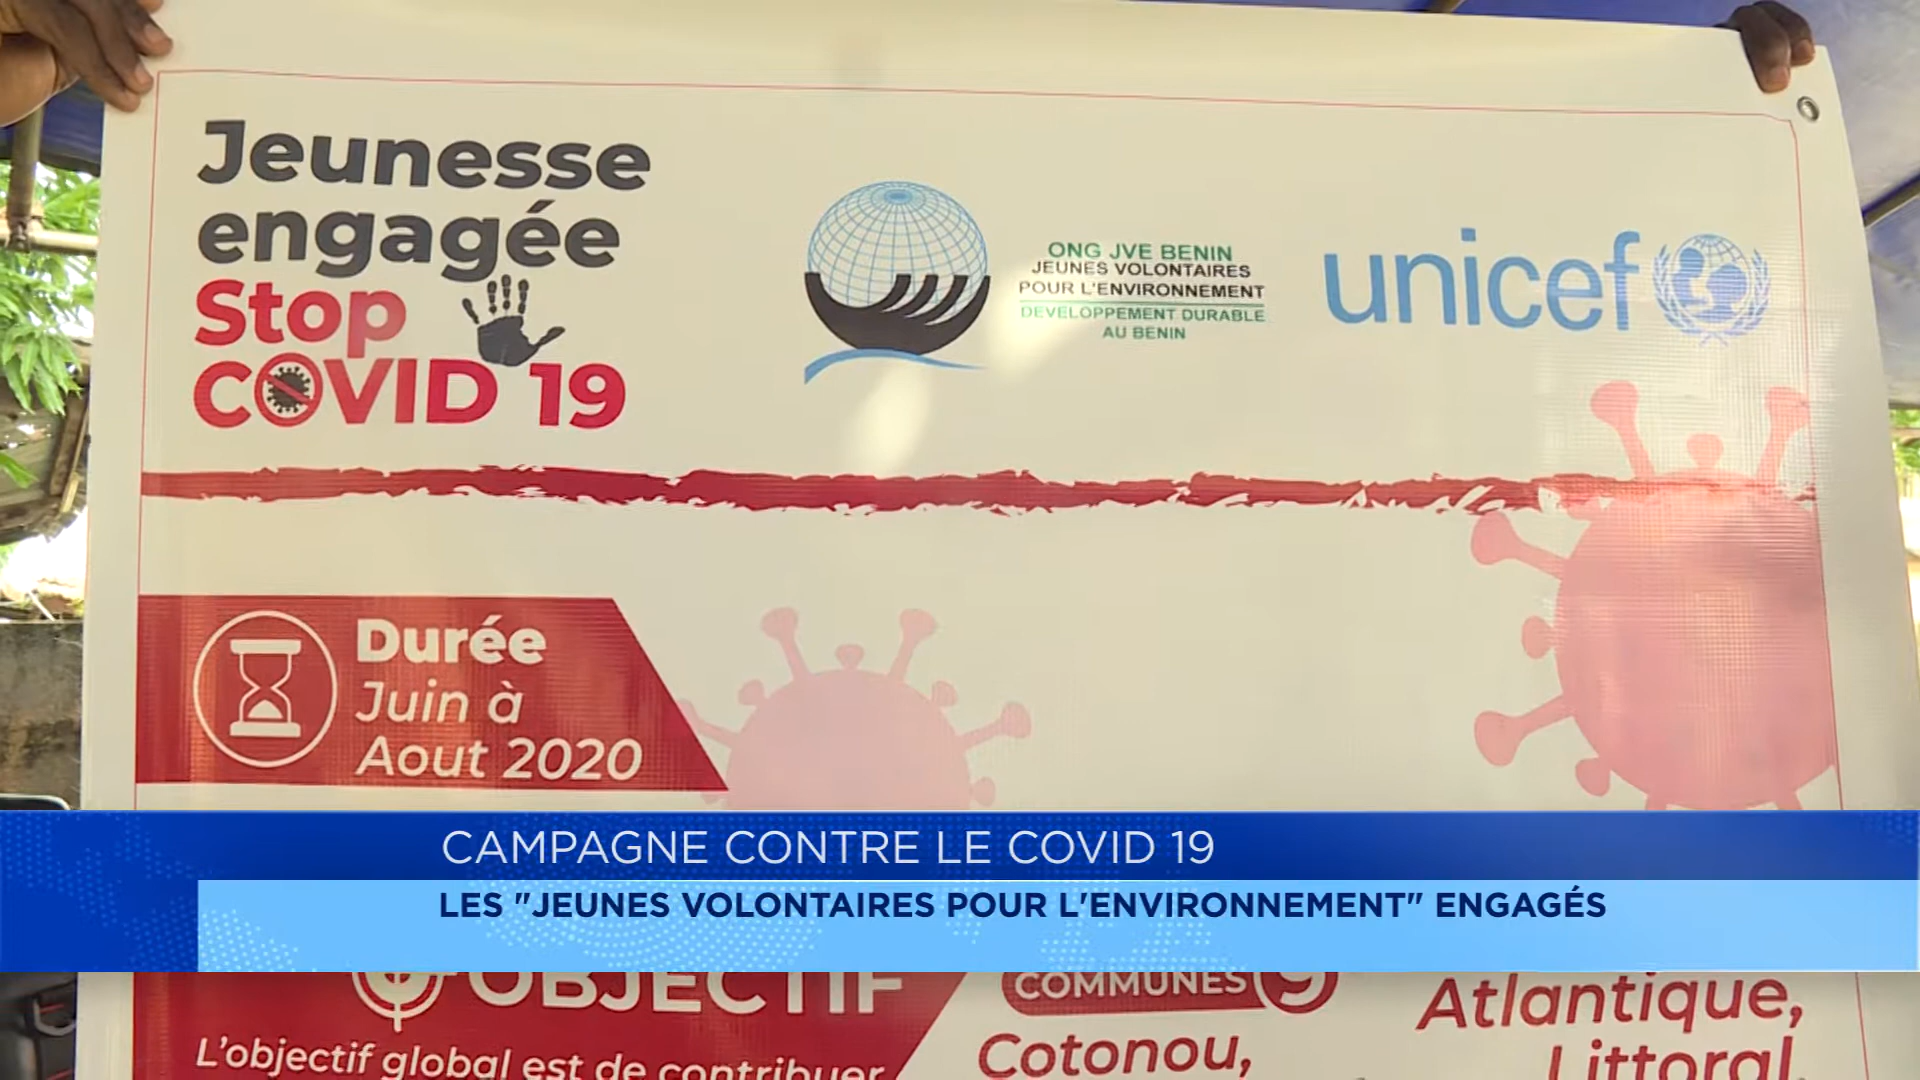 Jeunesse
engagée
Stop
COVID 19
ONG JVE BENIN
JEUNES VOLONTAIRES
POUR L'ENVIRONNEMENT
DEVELOPPEMENT DURABLE
AU BENIN
unicef
Durée
Juin à
Aout 2020
CAMPAGNE CONTRE LE COVID 19
LES "JEUNES VOLONTAIRES POUR L'ENVIRONNEMENT" ENGAGÉS
OBJECTIF
L'objectif global est de contribuer
COMMUNES 9
Cotonou,
Atlantique,
Littoral,